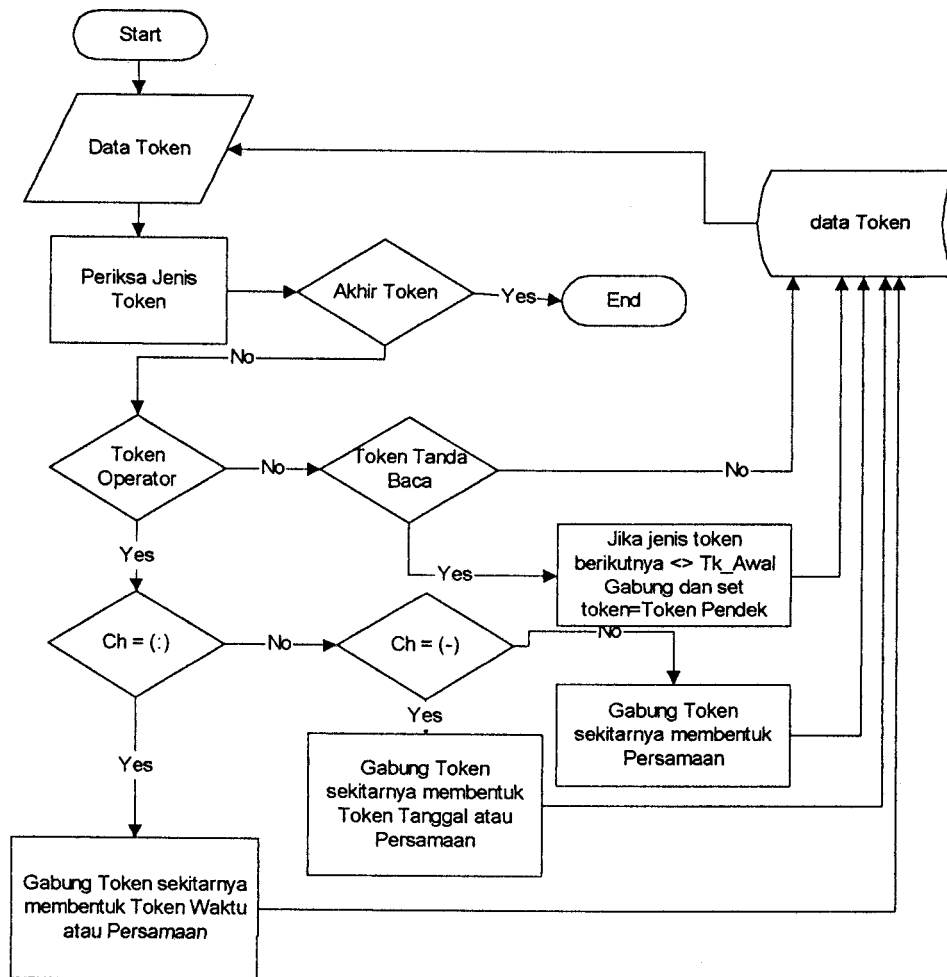 Start
Data Token
data Token
Periksa Jenis
Token
Akhir Token
Yes
End
No
Token
Operator
No
Token Tanda
Baca
No
Yes
Yes
Jika jenis token
berikutnya <> Tk_Awal
Gabung dan set
token=Token Pendek
Ch = (:)
No
Ch = (-)
No
Yes
Gabung Token
sekitarnya membentuk
Persamaan
Yes
Gabung Token
sekitarnya membentuk
Token Tanggal atau
Persamaan
Gabung Token sekitarnya
membentuk Token Waktu
atau Persamaan